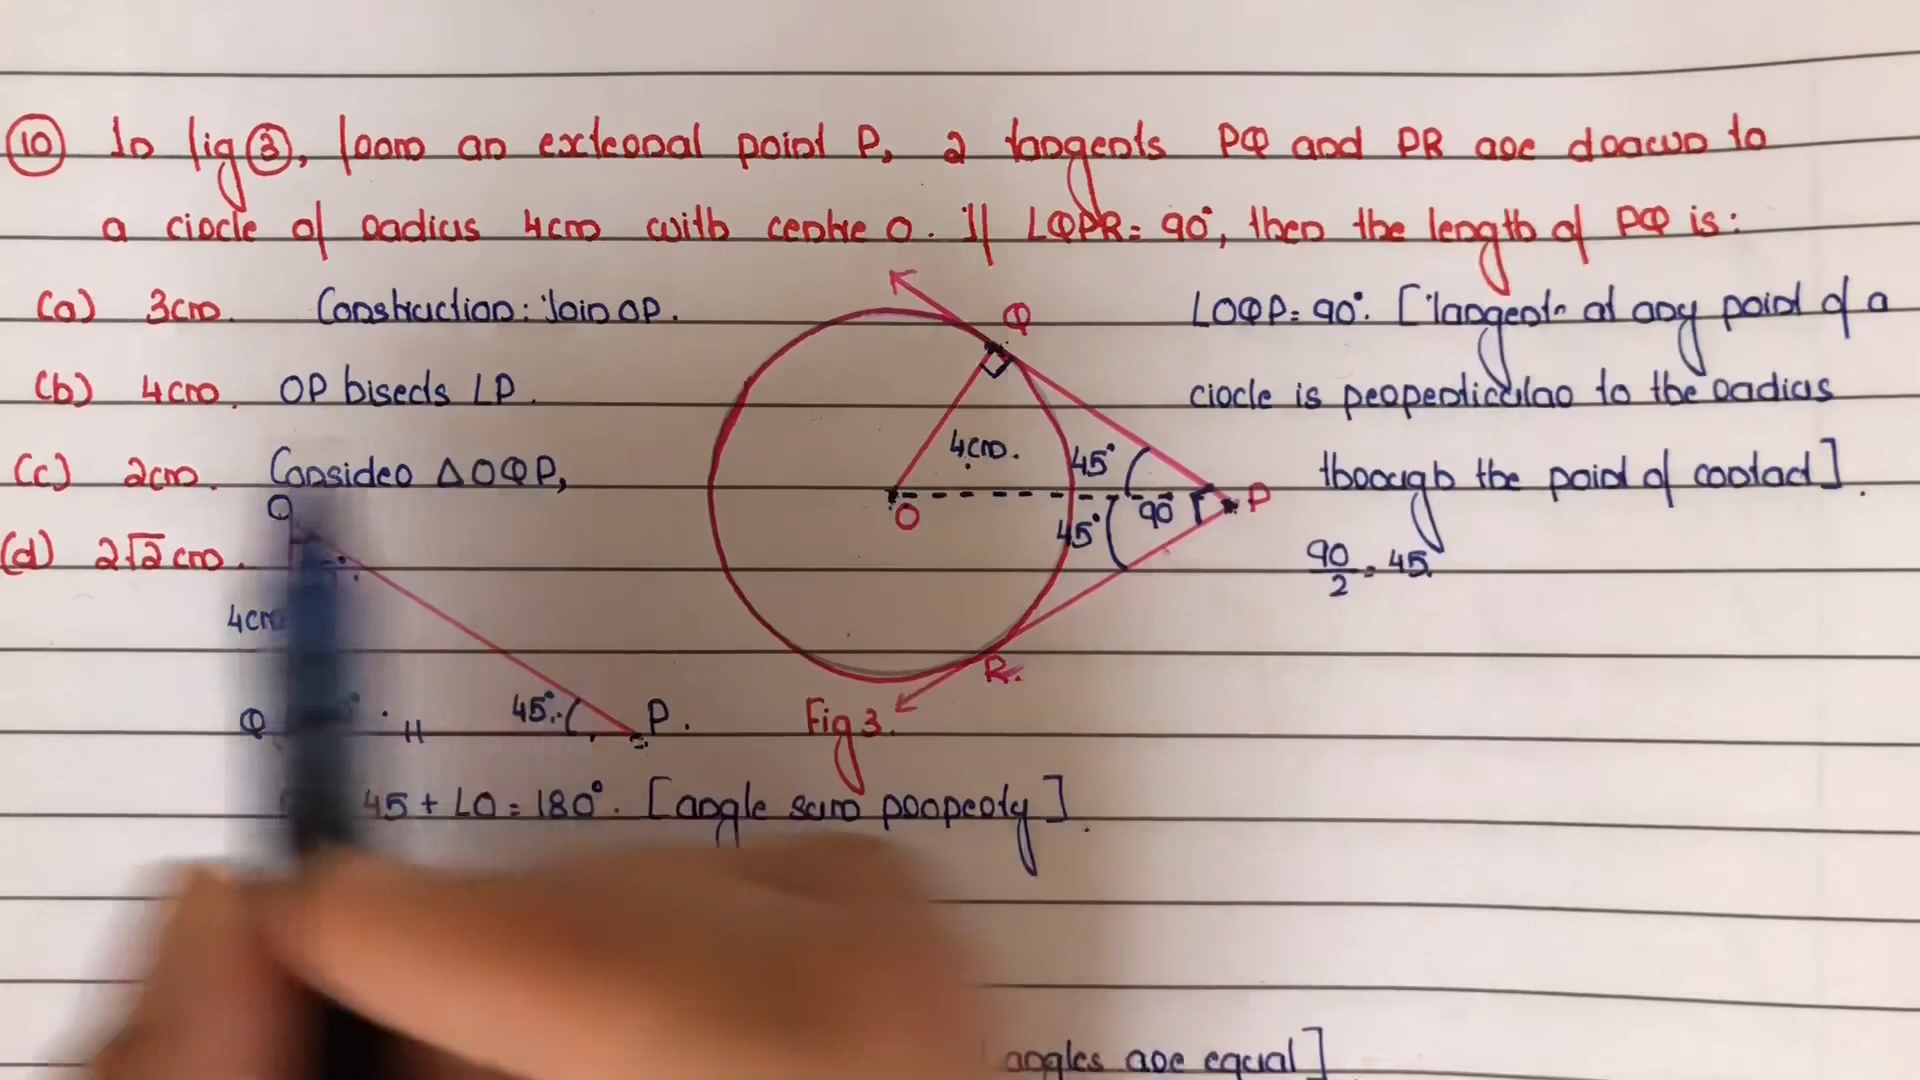 10 In fig 3, from an external point P, 2 tangents PQ and PR are drawn to
a circle of radius 4cm with centre O. If ∠QPR = 90°, then the length of PQ is:
(a) 3cm.
(b) 4cm.
(c) 2cm.
(d) 2√2 cm.
Construction: Join OP.
OP bisects ∠P.
Consider △OQP,
O
4cm
Q
45°
P.
45 + ∠O = 180°. [angle sum property].
Q
4cm.
45°
45°
90
O
P
R.
Fig 3.
∠OQP = 90°. [Tangent at any point of a
circle is perpendicular to the radius
through the point of contact].
90/2 = 45.
angles are equal]